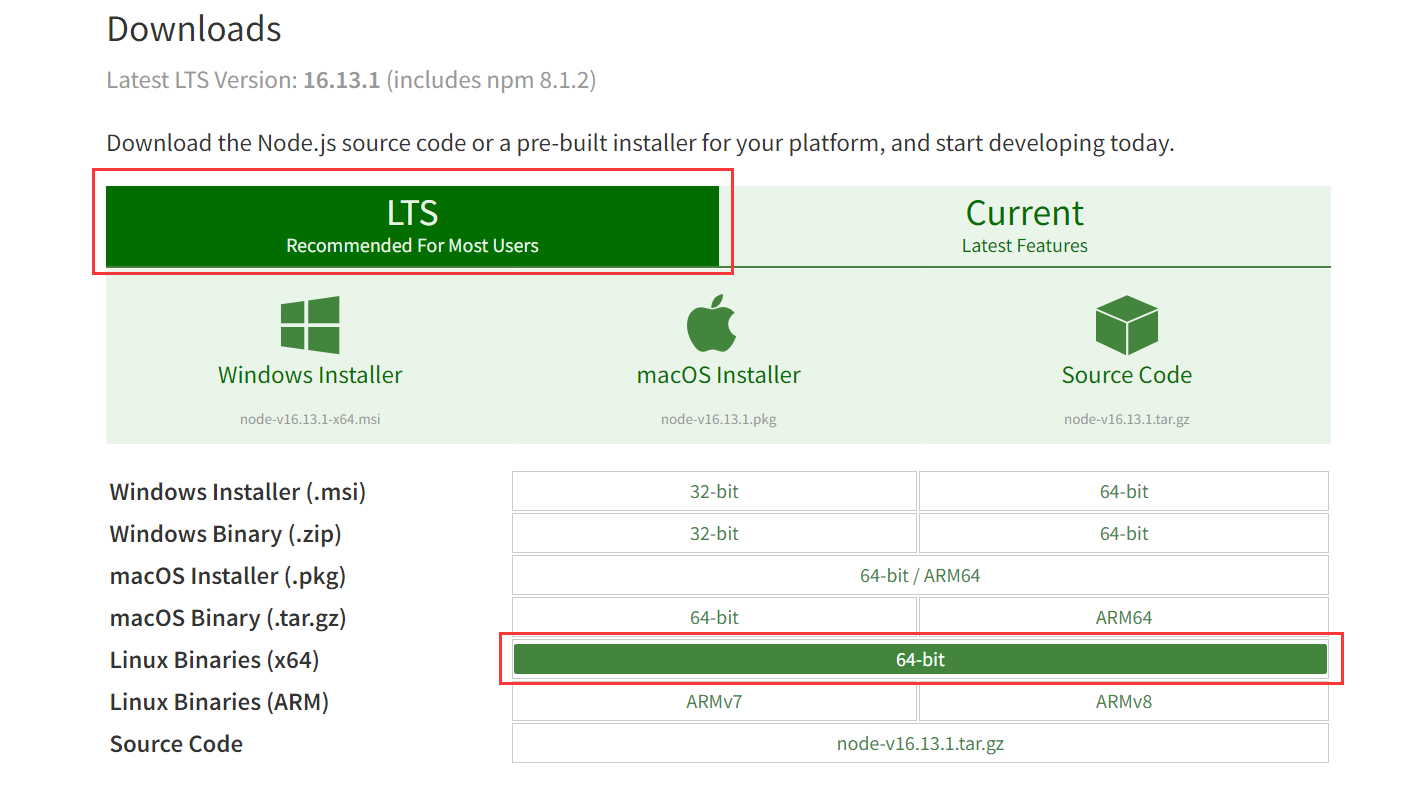 Downloads
Latest LTS Version: 16.13.1 (includes npm 8.1.2)
Download the Node.js source code or a pre-built installer for your platform, and start developing today.
LTS
Recommended For Most Users
Current
Latest Features
Windows Installer
node-v16.13.1-x64.msi
macOS Installer
node-v16.13.1.pkg
Source Code
node-v16.13.1.tar.gz
Windows Installer (.msi) 32-bit 64-bit
Windows Binary (.zip) 32-bit 64-bit
macOS Installer (.pkg) 64-bit / ARM64
macOS Binary (.tar.gz) 64-bit ARM64
Linux Binaries (x64) 64-bit
Linux Binaries (ARM) ARMv7 ARMv8
Source Code node-v16.13.1.tar.gz